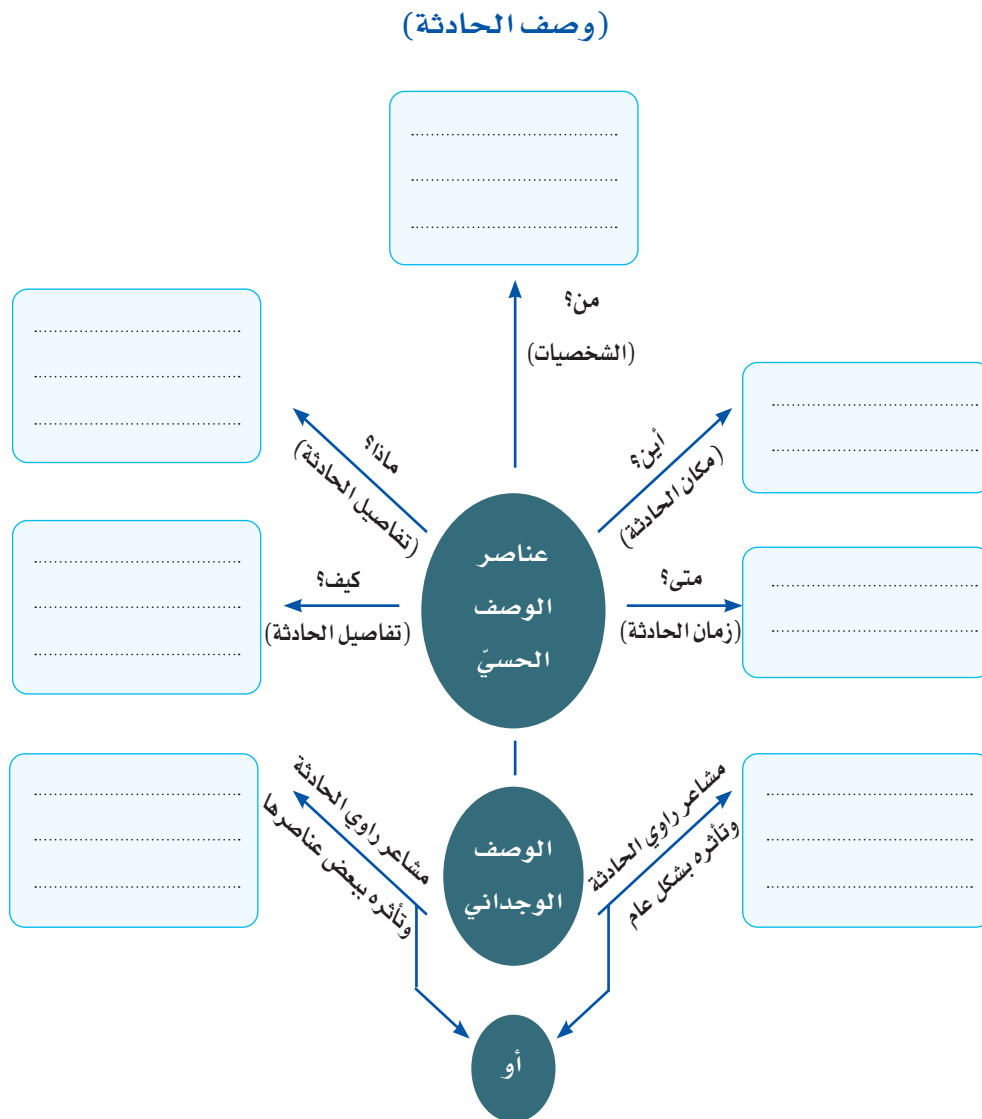 (وصف الحادثة)
من؟
(الشخصيات)
أين؟
(مكان الحادثة)
ماذا؟
(تفاصيل الحادثة)
عناصر
الوصف
الحسيّ
متى؟
(زمان الحادثة)
كيف؟
(تفاصيل الحادثة)
مشاعر راوي الحادثة
وتأثره بشكل عام
مشاعر راوي الحادثة
وتأثره ببعض عناصرها
الوصف
الوجداني
أو